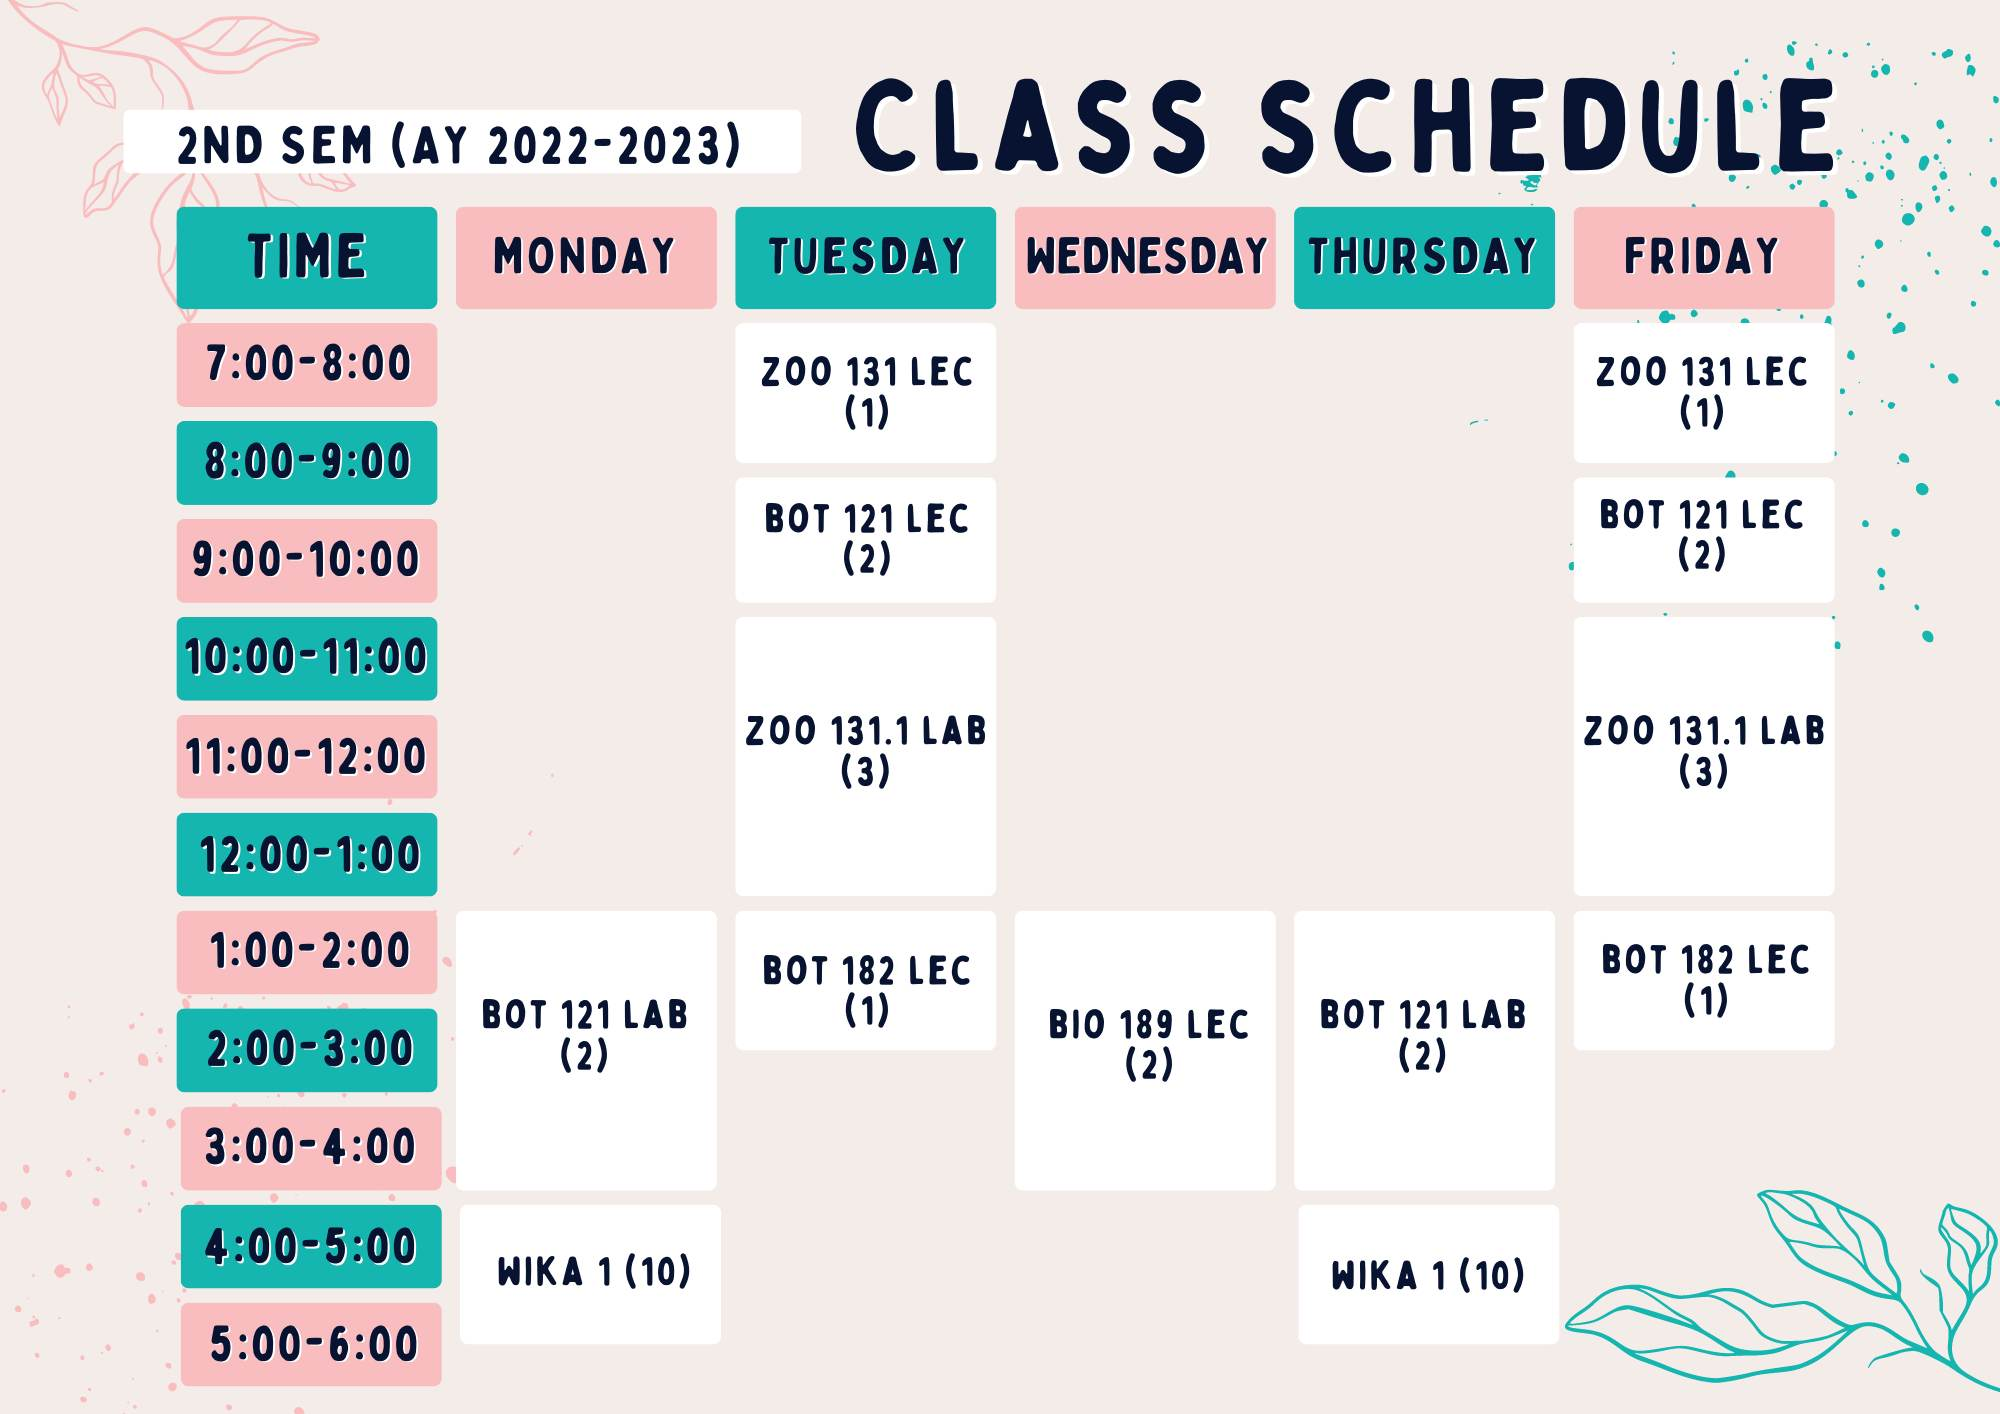 2ND SEM (AY 2022-2023)
CLASS SCHEDULE
TIME
MONDAY
TUESDAY
WEDNESDAY
THURSDAY
FRIDAY
7:00-8:00
ZOO 131 LEC
(1)
ZOO 131 LEC
(1)
8:00-9:00
BOT 121 LEC
(2)
BOT 121 LEC
(2)
9:00-10:00
10:00-11:00
ZOO 131.1 LAB
(3)
ZOO 131.1 LAB
(3)
11:00-12:00
12:00-1:00
1:00-2:00
BOT 121 LAB
(2)
BOT 182 LEC
(1)
BIO 189 LEC
(2)
BOT 121 LAB
(2)
BOT 182 LEC
(1)
2:00-3:00
3:00-4:00
4:00-5:00
WIKA 1 (10)
WIKA 1 (10)
5:00-6:00